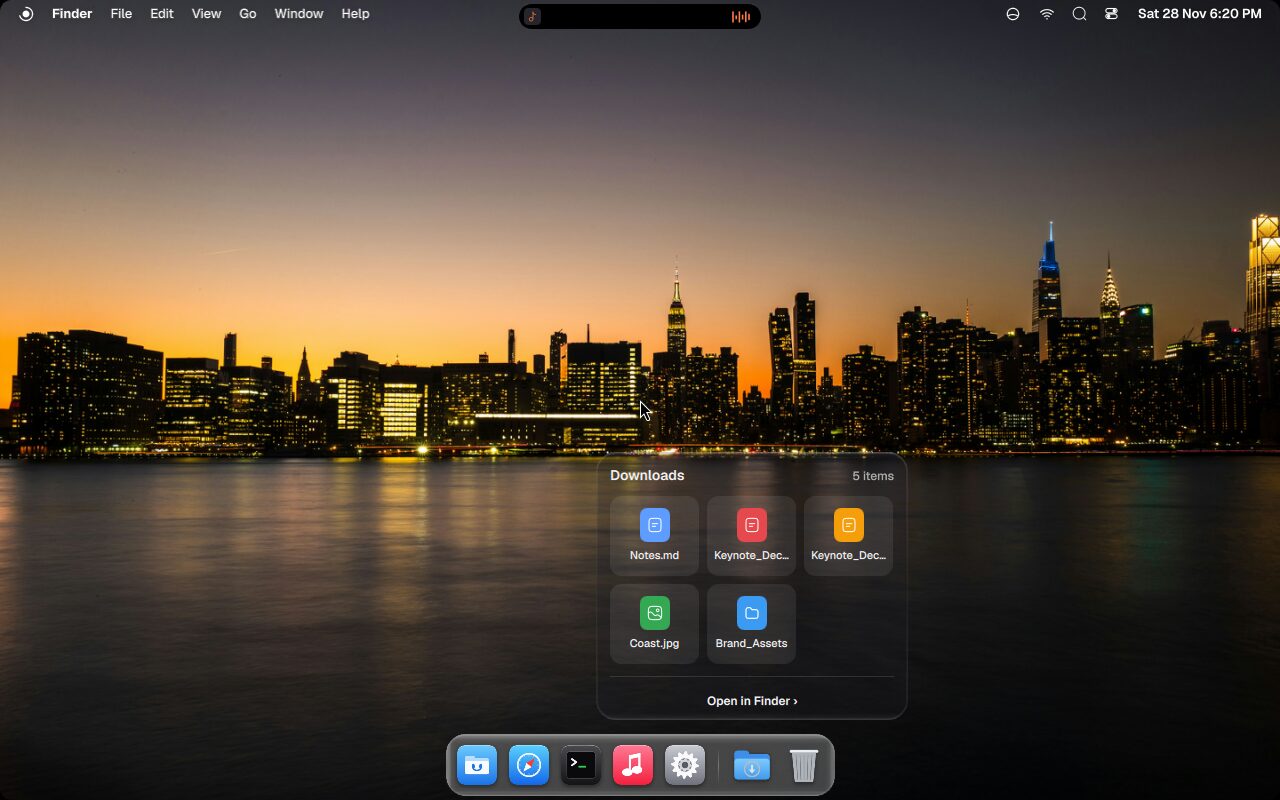 Finder File Edit View Go Window Help Sat 28 Nov 6:20 PM
Downloads 5 items
Notes.md Keynote_Dec... Keynote_Dec...
Coast.jpg Brand_Assets
Open in Finder ›
>_